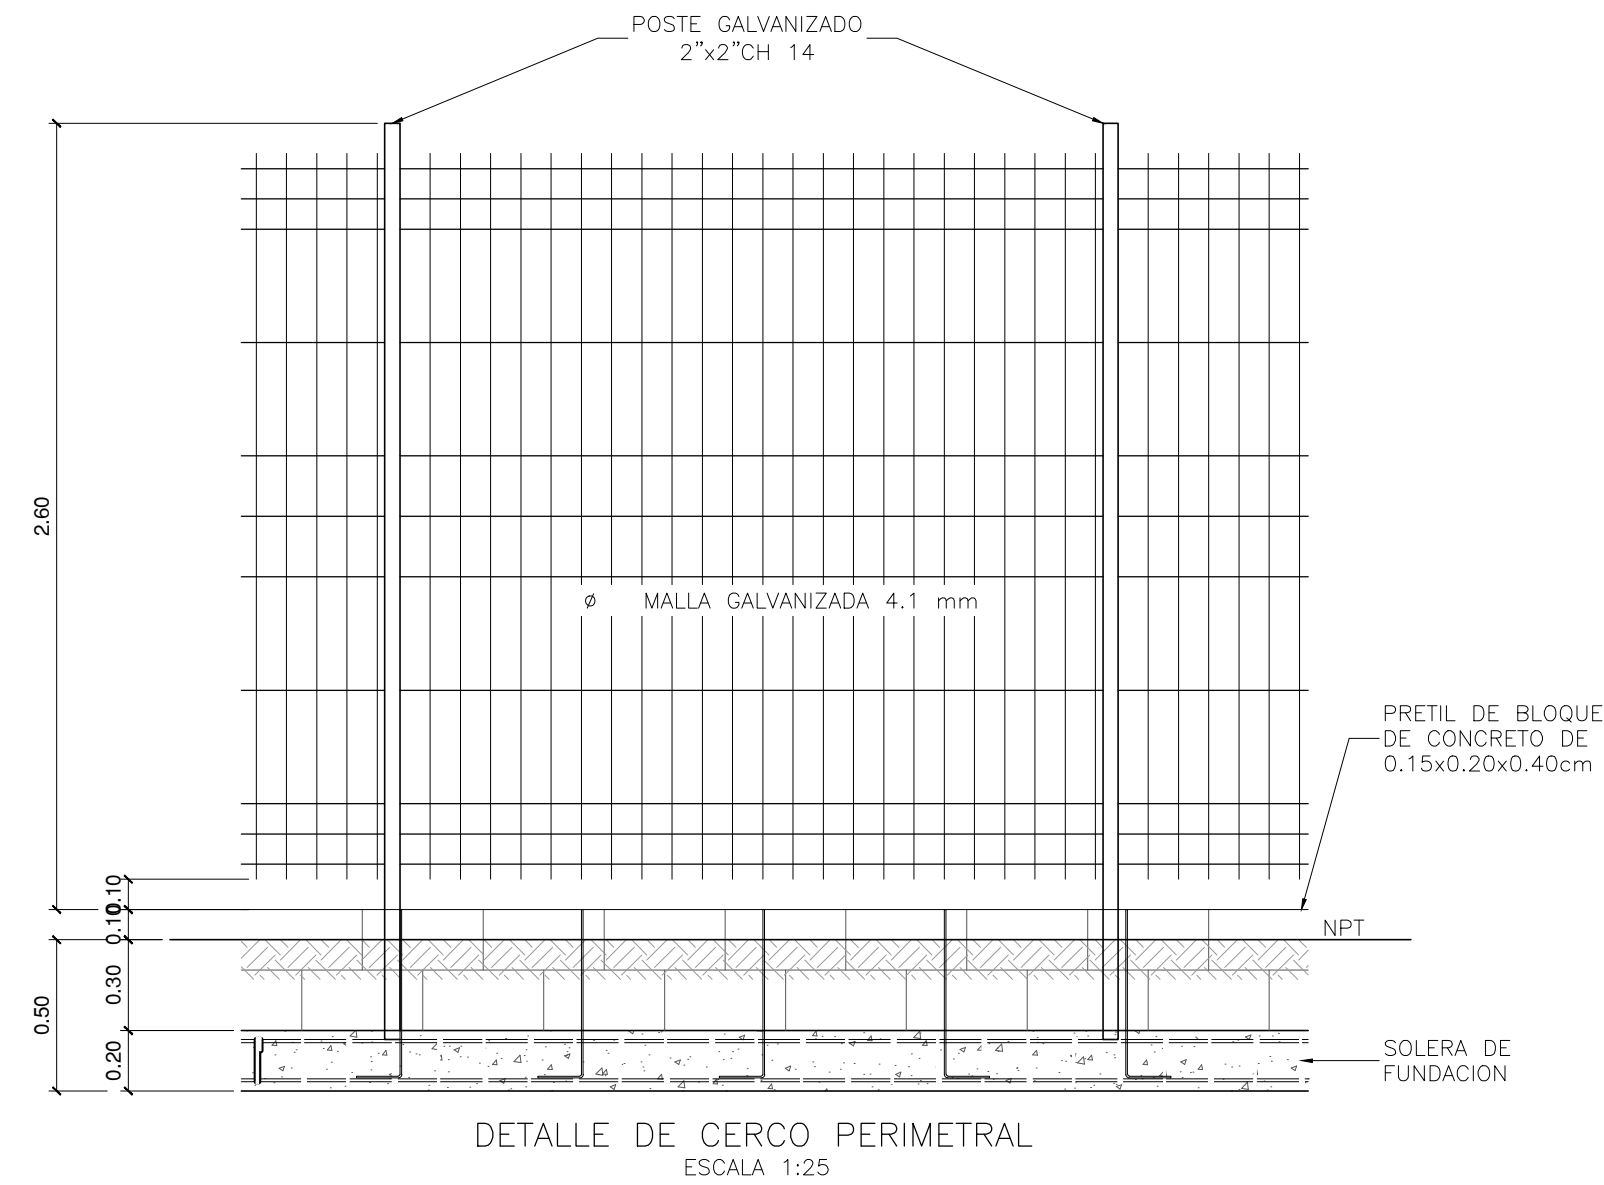 POSTE GALVANIZADO
2"x2"CH 14
2.60
Ø MALLA GALVANIZADA 4.1 mm
PRETIL DE BLOQUE
DE CONCRETO DE
0.15x0.20x0.40cm
0.10
0.10
NPT
0.30
0.50
0.20
SOLERA DE
FUNDACION
DETALLE DE CERCO PERIMETRAL
ESCALA 1:25